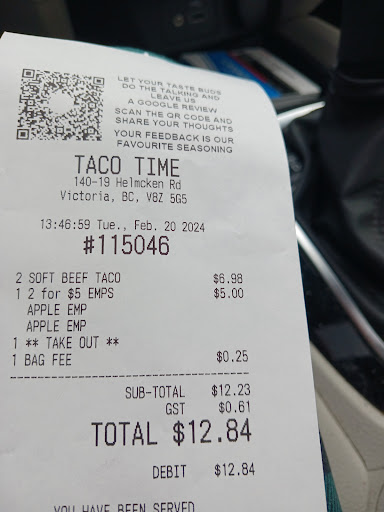 LET YOUR TASTE BUDS
DO THE TALKING AND
LEAVE US
A GOOGLE REVIEW
SCAN THE QR CODE AND
SHARE YOUR THOUGHTS
YOUR FEEDBACK IS OUR
FAVOURITE SEASONING
TACO TIME
140-19 Helmcken Rd
Victoria, BC, V8Z 5G5
13:46:59 Tue., Feb. 20 2024
#115046
2 SOFT BEEF TACO $6.98
1 2 for $5 EMPS $5.00
APPLE EMP
APPLE EMP
1 ** TAKE OUT **
1 BAG FEE $0.25
SUB-TOTAL $12.23
GST $0.61
TOTAL $12.84
DEBIT $12.84
YOU HAVE BEEN SERVED